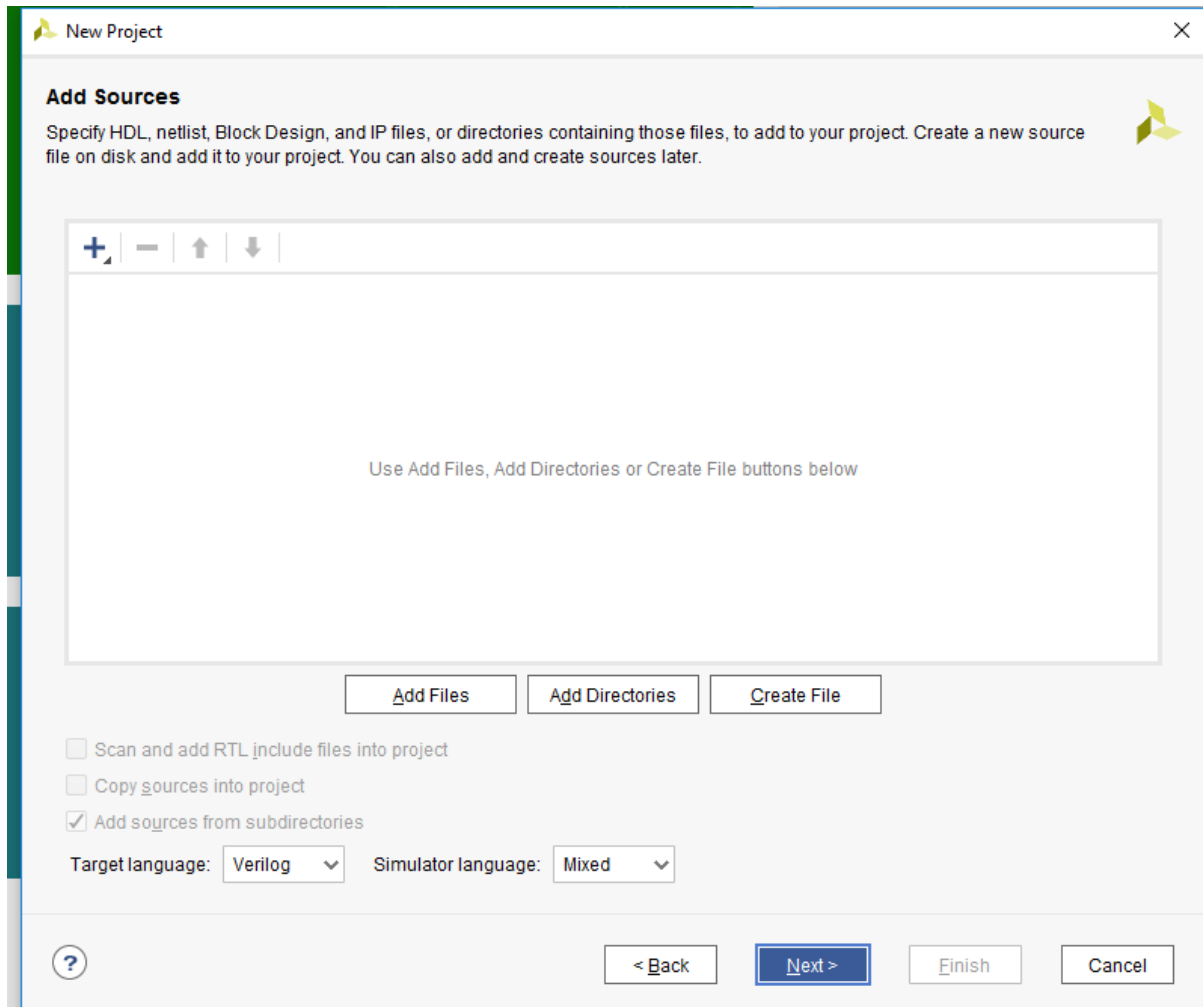 New Project
Add Sources
Specify HDL, netlist, Block Design, and IP files, or directories containing those files, to add to your project. Create a new source
file on disk and add it to your project. You can also add and create sources later.
Use Add Files, Add Directories or Create File buttons below
Add Files Add Directories Create File
Scan and add RTL include files into project
Copy sources into project
Add sources from subdirectories
Target language: Verilog Simulator language: Mixed
? < Back Next > Finish Cancel